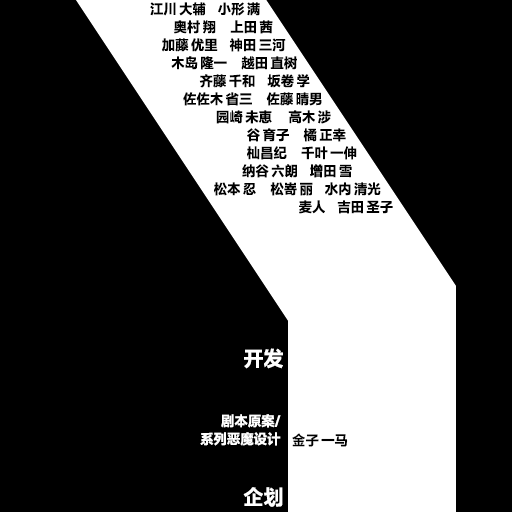 江川 大辅 小形 满
奥村 翔 上田 茜
加藤 优里 神田 三河
木岛 隆一 越田 直树
齐藤 千和 坂卷 学
佐佐木 省三 佐藤 晴男
园崎 未恵 高木 涉
谷 育子 橘 正幸
杣昌纪 千叶 一伸
纳谷 六朗 增田 雪
松本 忍 松嵜 丽 水内 清光
麦人 吉田 圣子
开发
剧本原案/
系列恶魔设计 金子 一马
企划